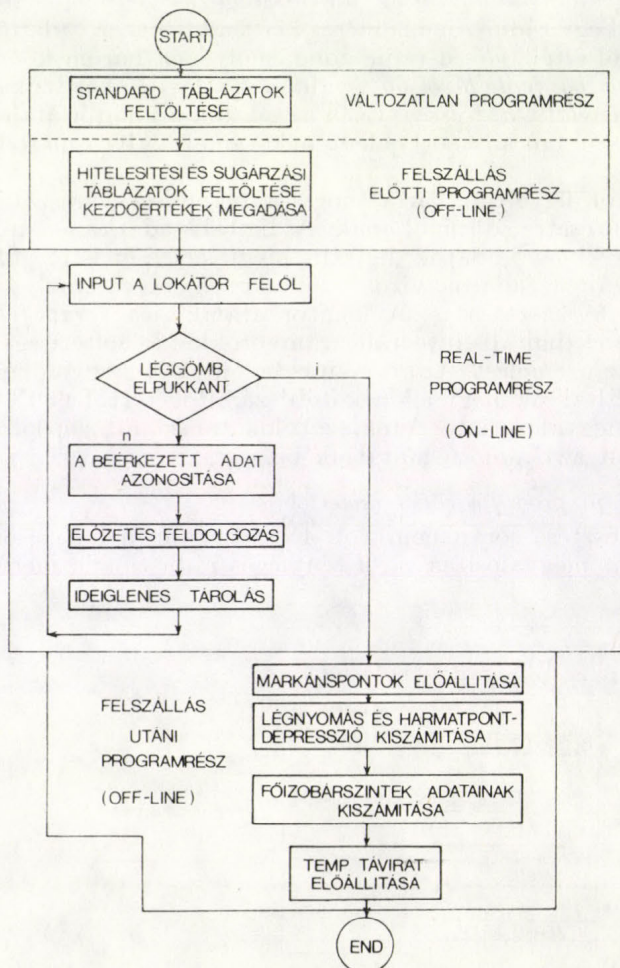 START
STANDARD TÁBLÁZATOK
FELTÖLTÉSE
VÁLTOZATLAN PROGRAMRÉSZ
HITELESITÉSI ÉS SUGÁRZÁSI
TÁBLÁZATOK FELTÖLTÉSE
KEZDŐÉRTÉKEK MEGADÁSA
FELSZÁLLÁS
ELŐTTI PROGRAMRÉSZ
(OFF-LINE)
INPUT A LOKÁTOR FELŐL
LÉGGÖMB
ELPUKKANT
i
n
REAL-TIME
PROGRAMRÉSZ
(ON-LINE)
A BEÉRKEZETT ADAT
AZONOSITÁSA
ELŐZETES FELDOLGOZÁS
IDEIGLENES TÁROLÁS
FELSZÁLLÁS
UTÁNI
PROGRAMRÉSZ
(OFF-LINE)
MARKÁNSPONTOK ELŐÁLLITÁSA
LÉGNYOMÁS ÉS HARMATPONT-
DEPRESSZIÓ KISZÁMITÁSA
FŐIZOBÁRSZINTEK ADATAINAK
KISZÁMITÁSA
TEMP TÁVIRAT
ELŐÁLLITÁSA
END